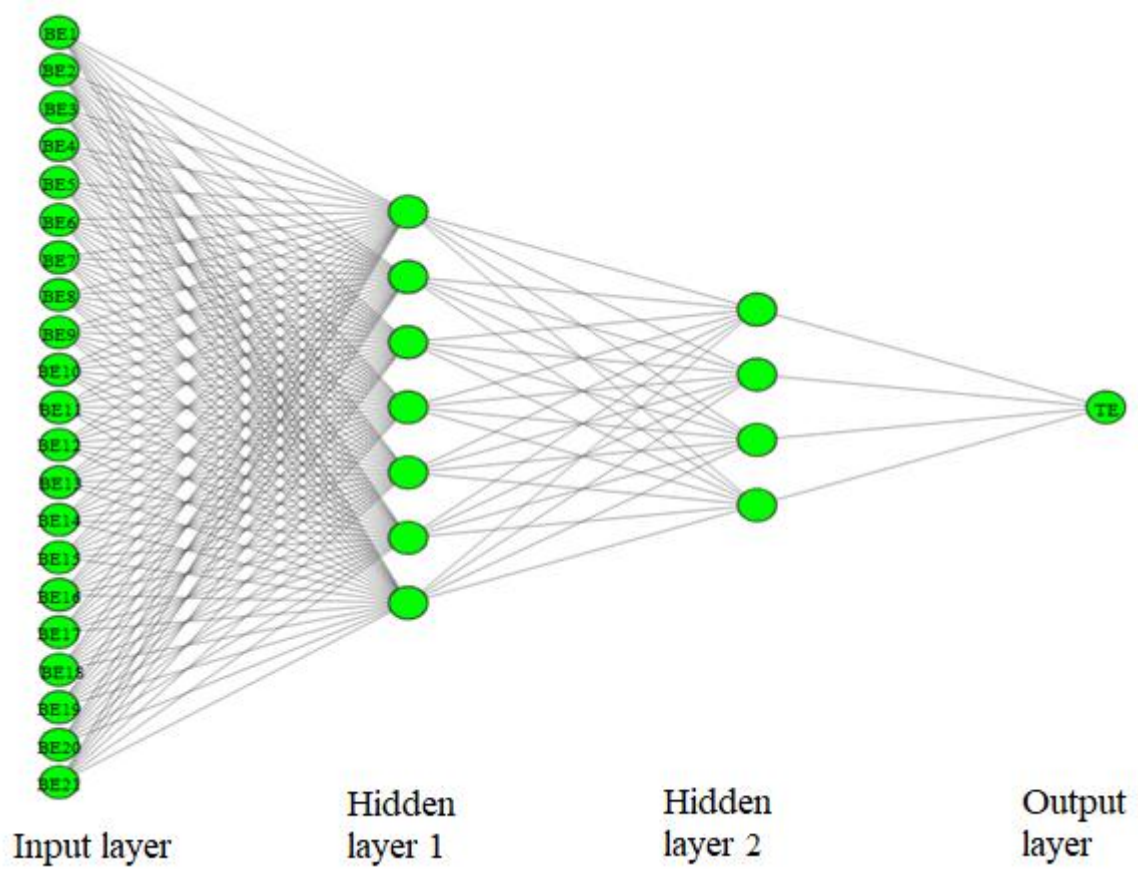 BE1
BE2
BE3
BE4
BE5
BE6
BE7
BE8
BE9
BE10
BE11
BE12
BE13
BE14
BE15
BE16
BE17
BE18
BE19
BE20
BE21
TE
Input layer
Hidden
layer 1
Hidden
layer 2
Output
layer